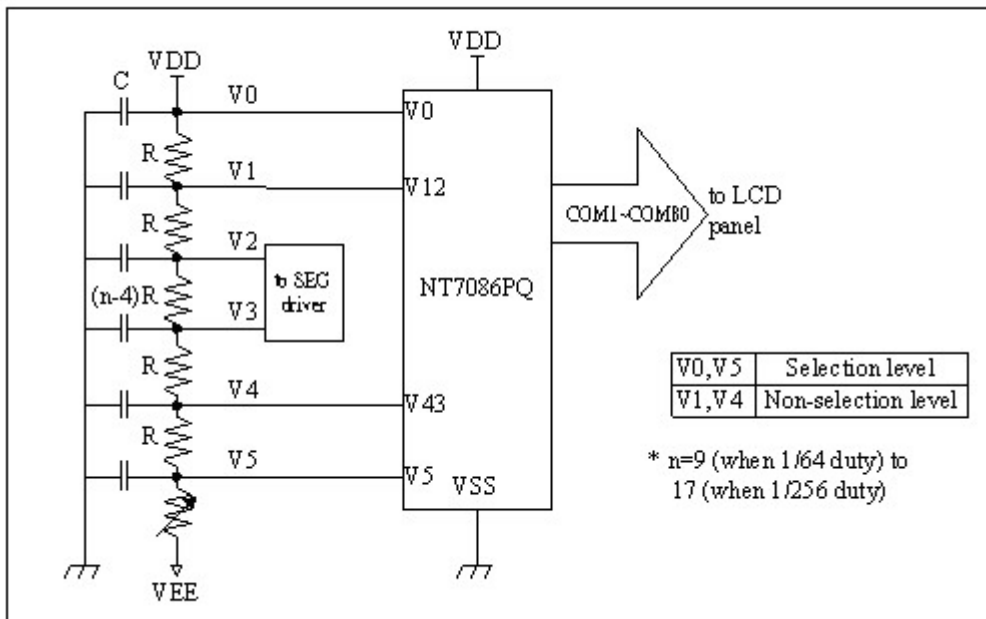 VDD
VDD
C
V0
V0
R
V1
V12
R
V2
to SEG
driver
(n-4)R
V3
NT7086PQ
COM1~COM80
to LCD
panel
R
V4
V43
R
V5
V5
VSS
VEE
V0,V5 Selection level
V1,V4 Non-selection level
* n=9 (when 1/64 duty) to
17 (when 1/256 duty)